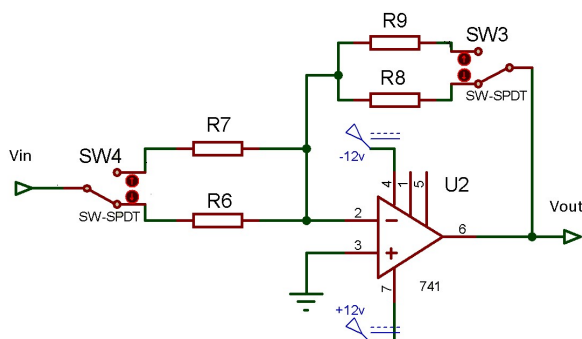 R9
SW3
R8
SW-SPDT
R7
Vin
SW4
-12v
U2
4
1
5
SW-SPDT
R6
2
Vout
6
3
7
741
+12v